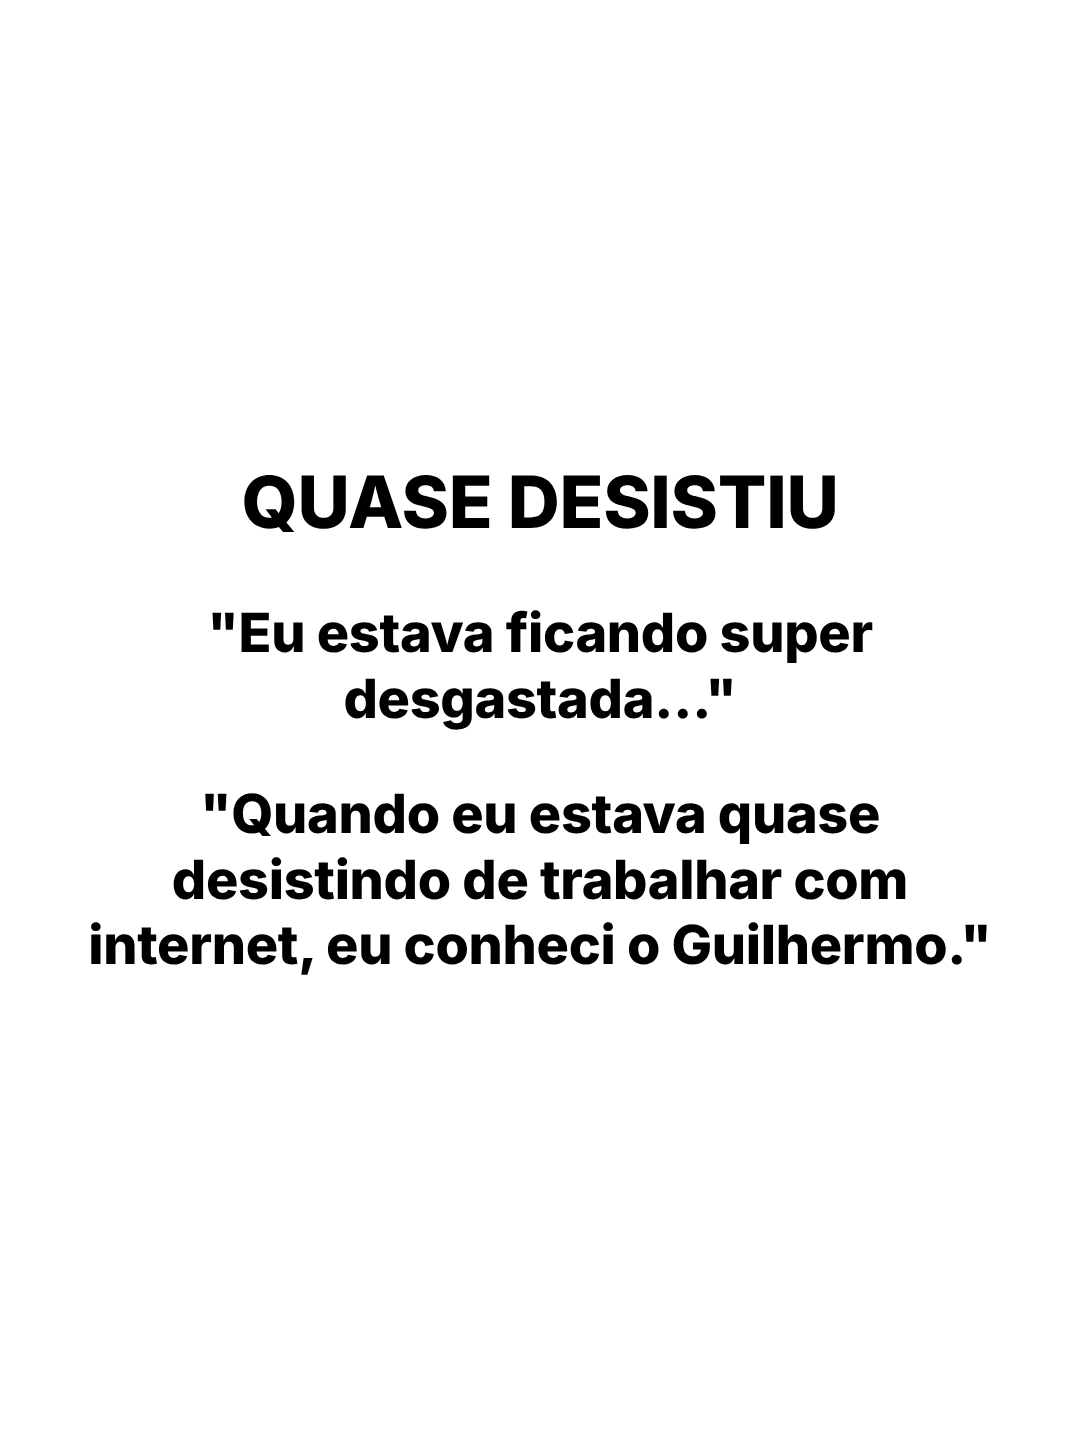 QUASE DESISTIU
"Eu estava ficando super
desgastada..."
"Quando eu estava quase
desistindo de trabalhar com
internet, eu conheci o Guilhermo."